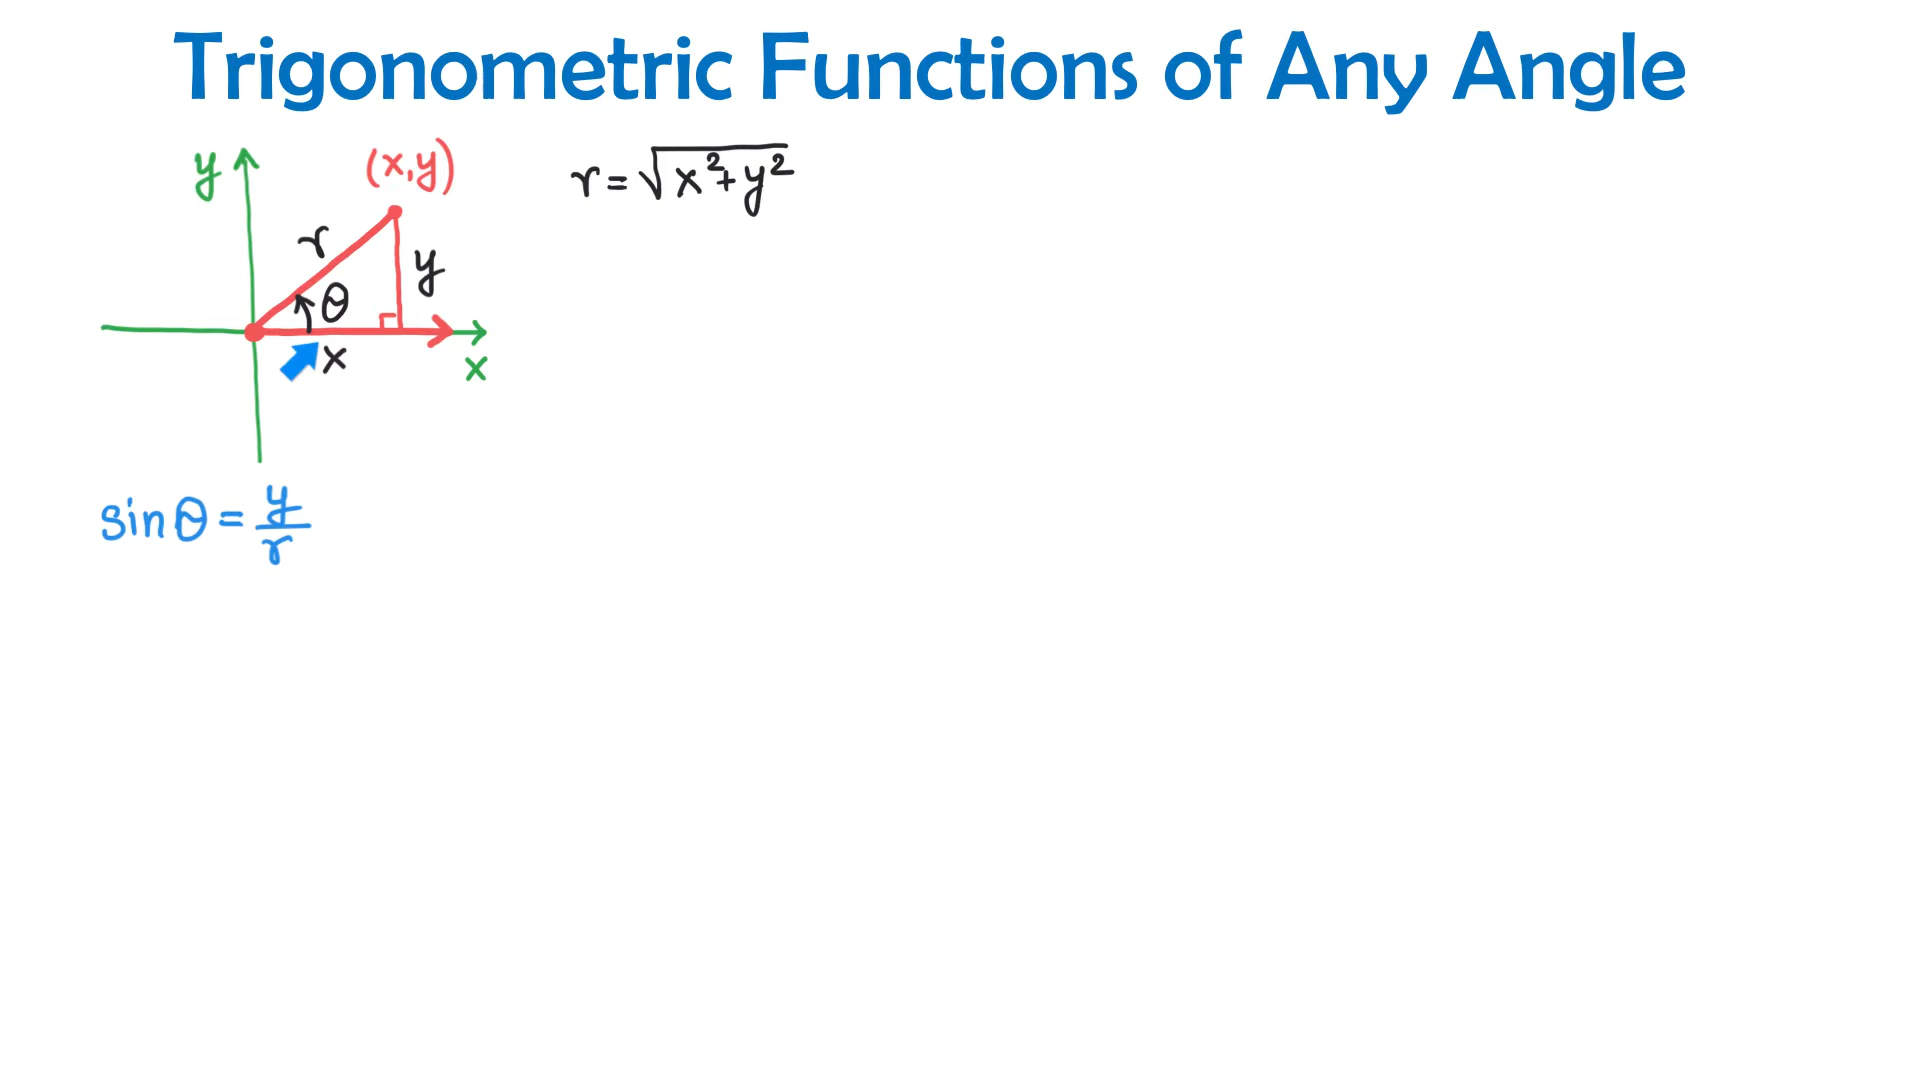 Trigonometric Functions of Any Angle
y
(x,y)
r = √x²+y²
r
y
θ
x
x
sin θ = y/r